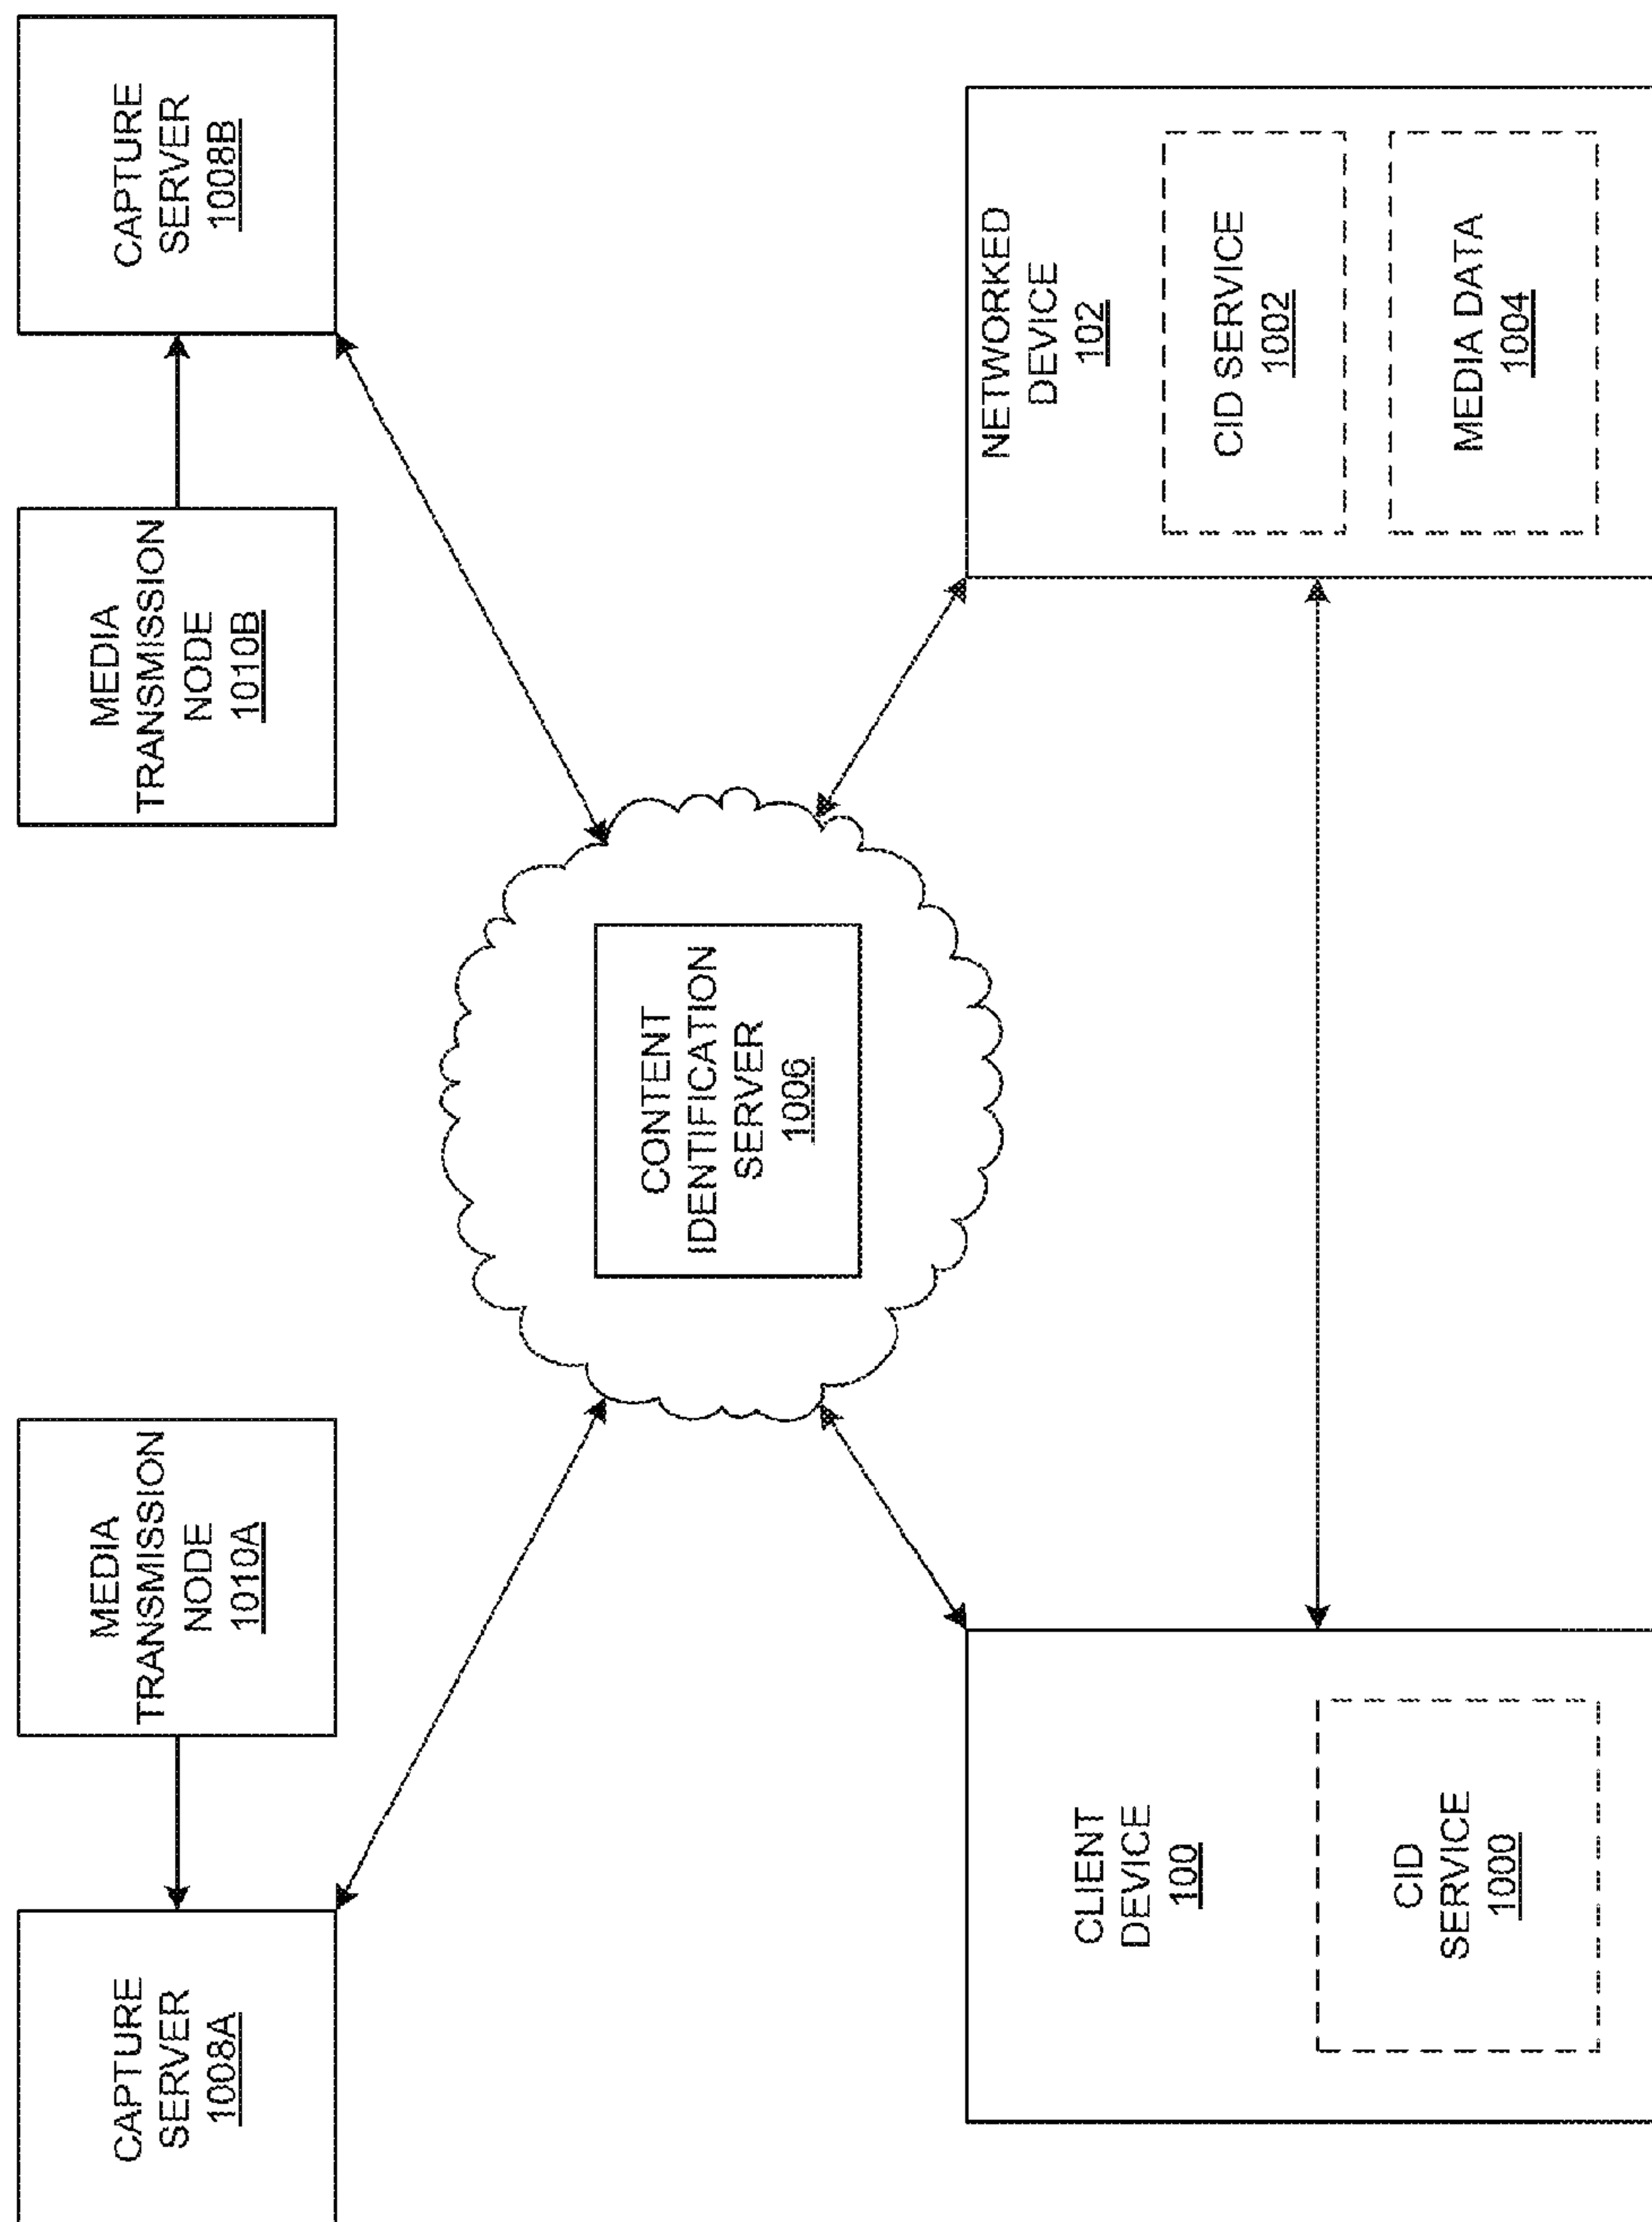 CAPTURE
SERVER
1008A
MEDIA
TRANSMISSION
NODE
1010A
MEDIA
TRANSMISSION
NODE
1010B
CAPTURE
SERVER
1008B
CONTENT
IDENTIFICATION
SERVER
1006
CLIENT
DEVICE
100
CID
SERVICE
1000
NETWORKED
DEVICE
102
CID SERVICE
1002
MEDIA DATA
1004